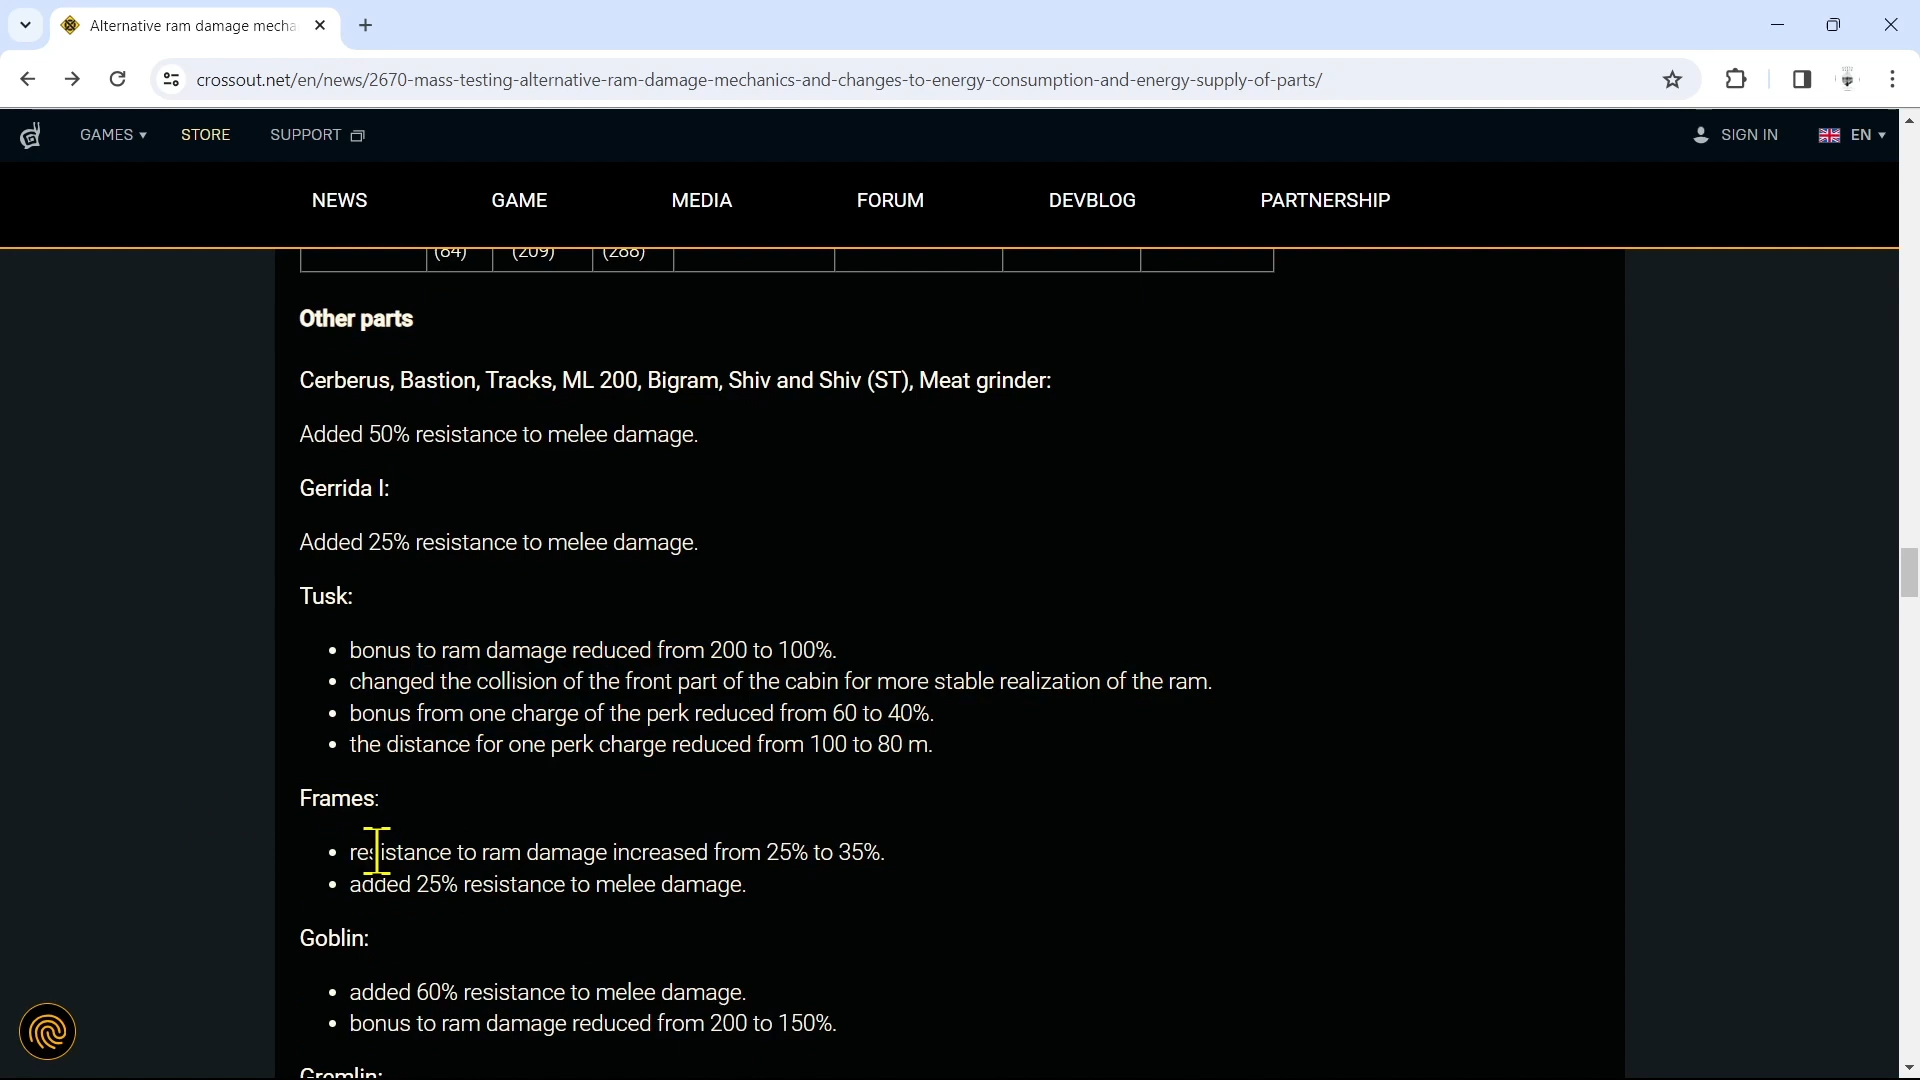 Alternative ram damage mecha
crossout.net/en/news/2670-mass-testing-alternative-ram-damage-mechanics-and-changes-to-energy-consumption-and-energy-supply-of-parts/
GAMES STORE SUPPORT SIGN IN EN
NEWS GAME MEDIA FORUM DEVBLOG PARTNERSHIP
(84) (209) (288)
Other parts
Cerberus, Bastion, Tracks, ML 200, Bigram, Shiv and Shiv (ST), Meat grinder:
Added 50% resistance to melee damage.
Gerrida I:
Added 25% resistance to melee damage.
Tusk:
• bonus to ram damage reduced from 200 to 100%.
• changed the collision of the front part of the cabin for more stable realization of the ram.
• bonus from one charge of the perk reduced from 60 to 40%.
• the distance for one perk charge reduced from 100 to 80 m.
Frames:
• resistance to ram damage increased from 25% to 35%.
• added 25% resistance to melee damage.
Goblin:
• added 60% resistance to melee damage.
• bonus to ram damage reduced from 200 to 150%.
Gremlin: